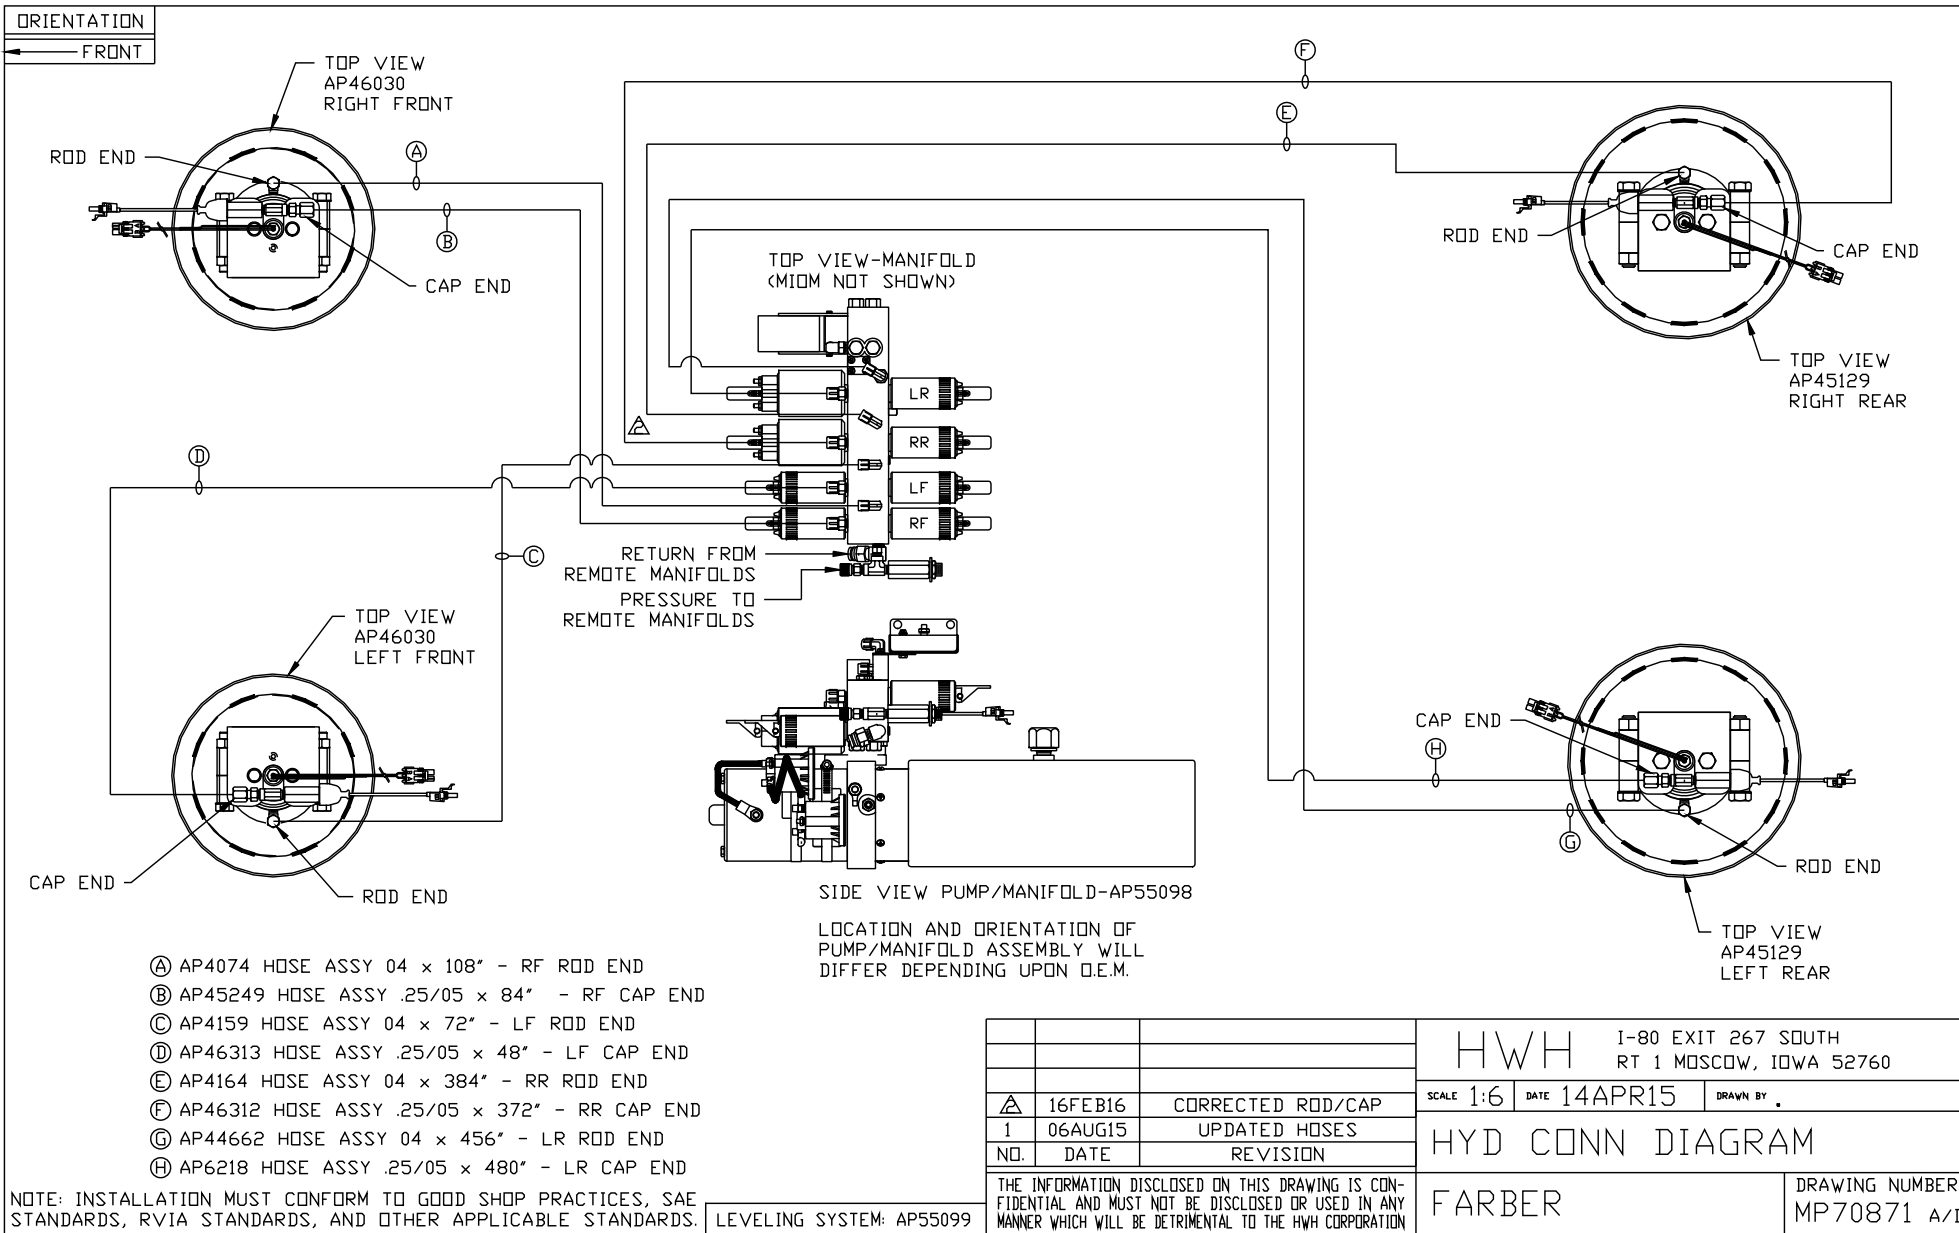 ORIENTATION
FRONT
TOP VIEW
AP46030
RIGHT FRONT
ROD END
A
B
CAP END
F
E
TOP VIEW-MANIFOLD
(MIOM NOT SHOWN)
ROD END
CAP END
TOP VIEW
AP45129
RIGHT REAR
LR
2
RR
LF
RF
D
C
RETURN FROM
REMOTE MANIFOLDS
PRESSURE TO
REMOTE MANIFOLDS
TOP VIEW
AP46030
LEFT FRONT
CAP END
ROD END
CAP END
H
G
ROD END
TOP VIEW
AP45129
LEFT REAR
SIDE VIEW PUMP/MANIFOLD-AP55098
LOCATION AND ORIENTATION OF
PUMP/MANIFOLD ASSEMBLY WILL
DIFFER DEPENDING UPON O.E.M.
A AP4074 HOSE ASSY 04 x 108" - RF ROD END
B AP45249 HOSE ASSY .25/05 x 84" - RF CAP END
C AP4159 HOSE ASSY 04 x 72" - LF ROD END
D AP46313 HOSE ASSY .25/05 x 48" - LF CAP END
E AP4164 HOSE ASSY 04 x 384" - RR ROD END
F AP46312 HOSE ASSY .25/05 x 372" - RR CAP END
G AP44662 HOSE ASSY 04 x 456" - LR ROD END
H AP6218 HOSE ASSY .25/05 x 480" - LR CAP END
NOTE: INSTALLATION MUST CONFORM TO GOOD SHOP PRACTICES, SAE
STANDARDS, RVIA STANDARDS, AND OTHER APPLICABLE STANDARDS.
LEVELING SYSTEM: AP55099
2 16FEB16 CORRECTED ROD/CAP
1 06AUG15 UPDATED HOSES
NO. DATE REVISION
THE INFORMATION DISCLOSED ON THIS DRAWING IS CON-
FIDENTIAL AND MUST NOT BE DISCLOSED OR USED IN ANY
MANNER WHICH WILL BE DETRIMENTAL TO THE HWH CORPORATION
HWH
I-80 EXIT 267 SOUTH
RT 1 MOSCOW, IOWA 52760
SCALE 1:6 DATE 14APR15 DRAWN BY .
HYD CONN DIAGRAM
FARBER
DRAWING NUMBER
MP70871